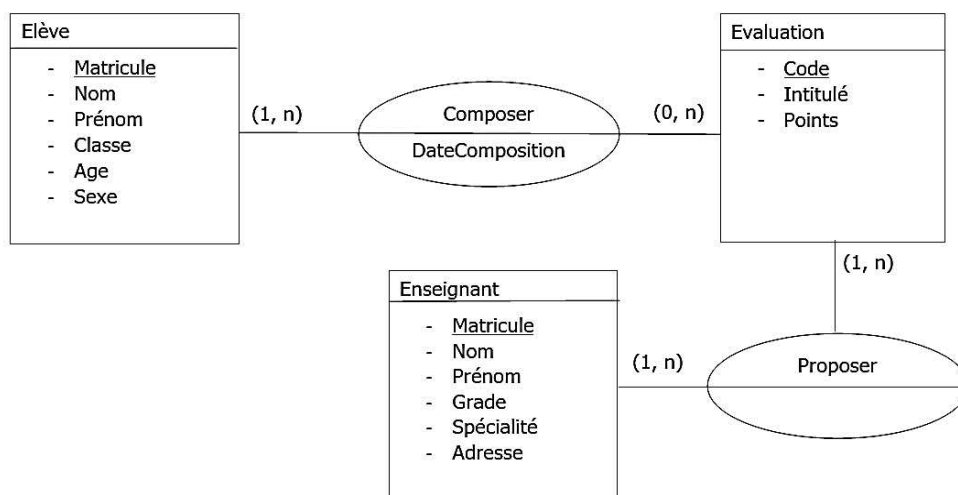 Elève
- Matricule
- Nom
- Prénom
- Classe
- Age
- Sexe
(1, n)
Composer
DateComposition
(0, n)
Evaluation
- Code
- Intitulé
- Points
(1, n)
Enseignant
- Matricule
- Nom
- Prénom
- Grade
- Spécialité
- Adresse
(1, n)
Proposer